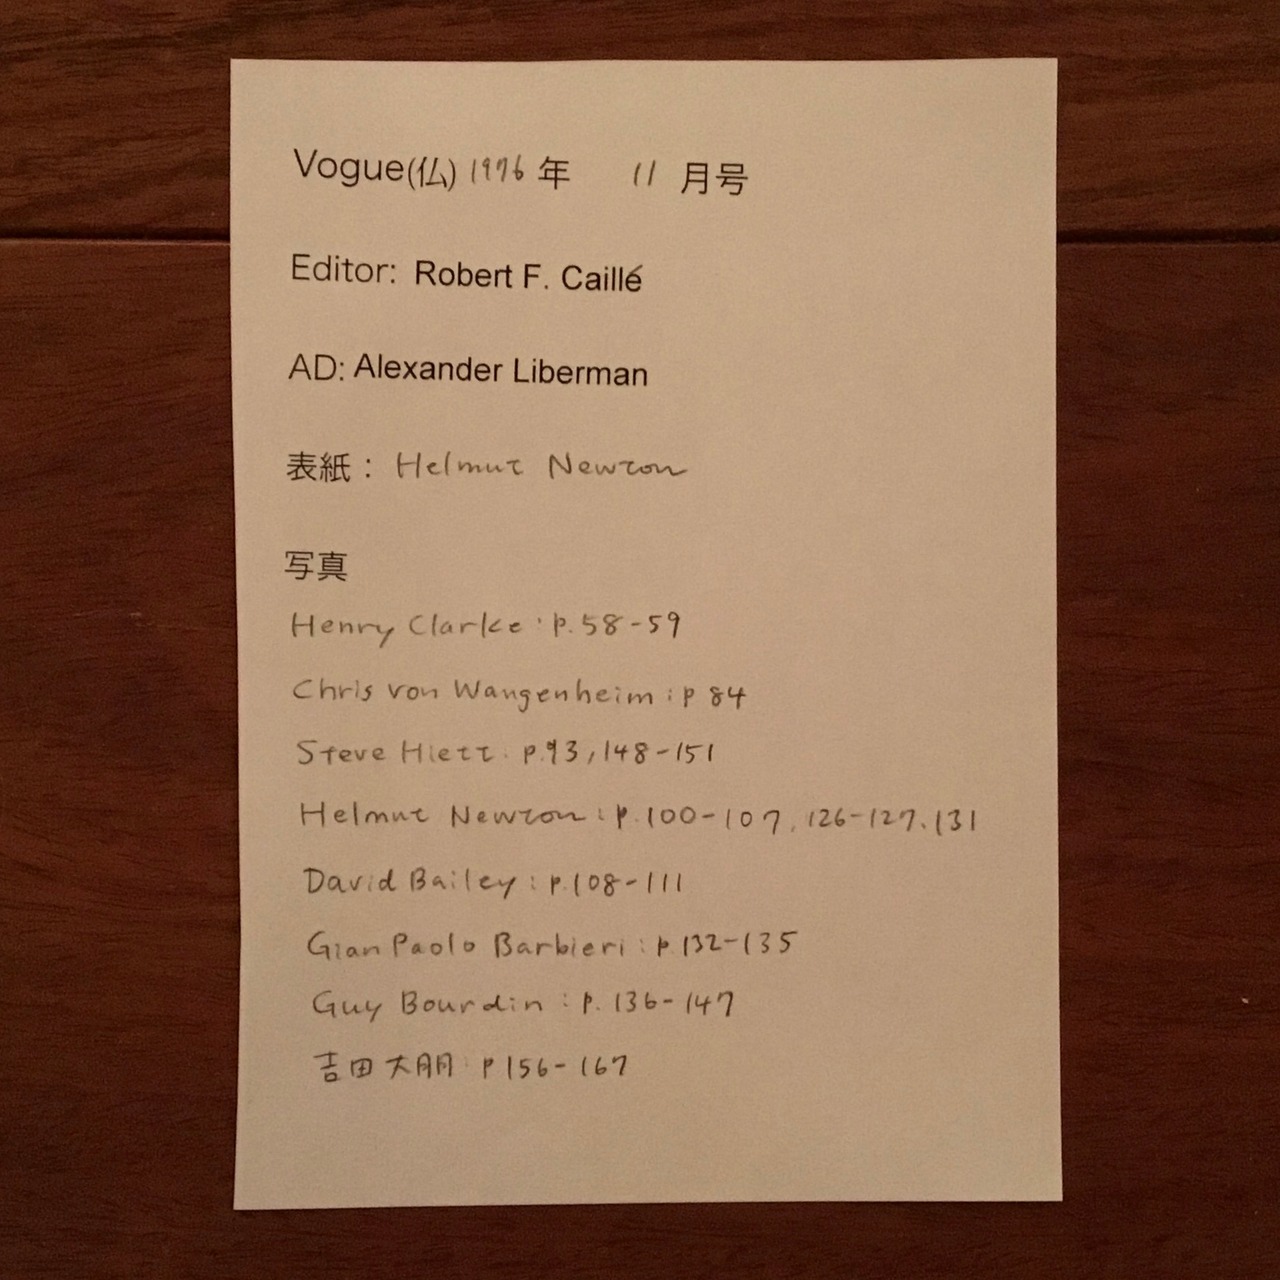 Vogue(仏) 1976 年 11 月号
Editor: Robert F. Caillé
AD: Alexander Liberman
表紙： Helmut Newton
写真
Henry Clarke : p.58-59
Chris von Wangenheim : p 84
Steve Hiett : p.93, 148-151
Helmut Newton : p.100-107, 126-127, 131
David Bailey : p.108-111
Gian Paolo Barbieri : p.132-135
Guy Bourdin : p.136-147
吉田大朋 : p 156-167